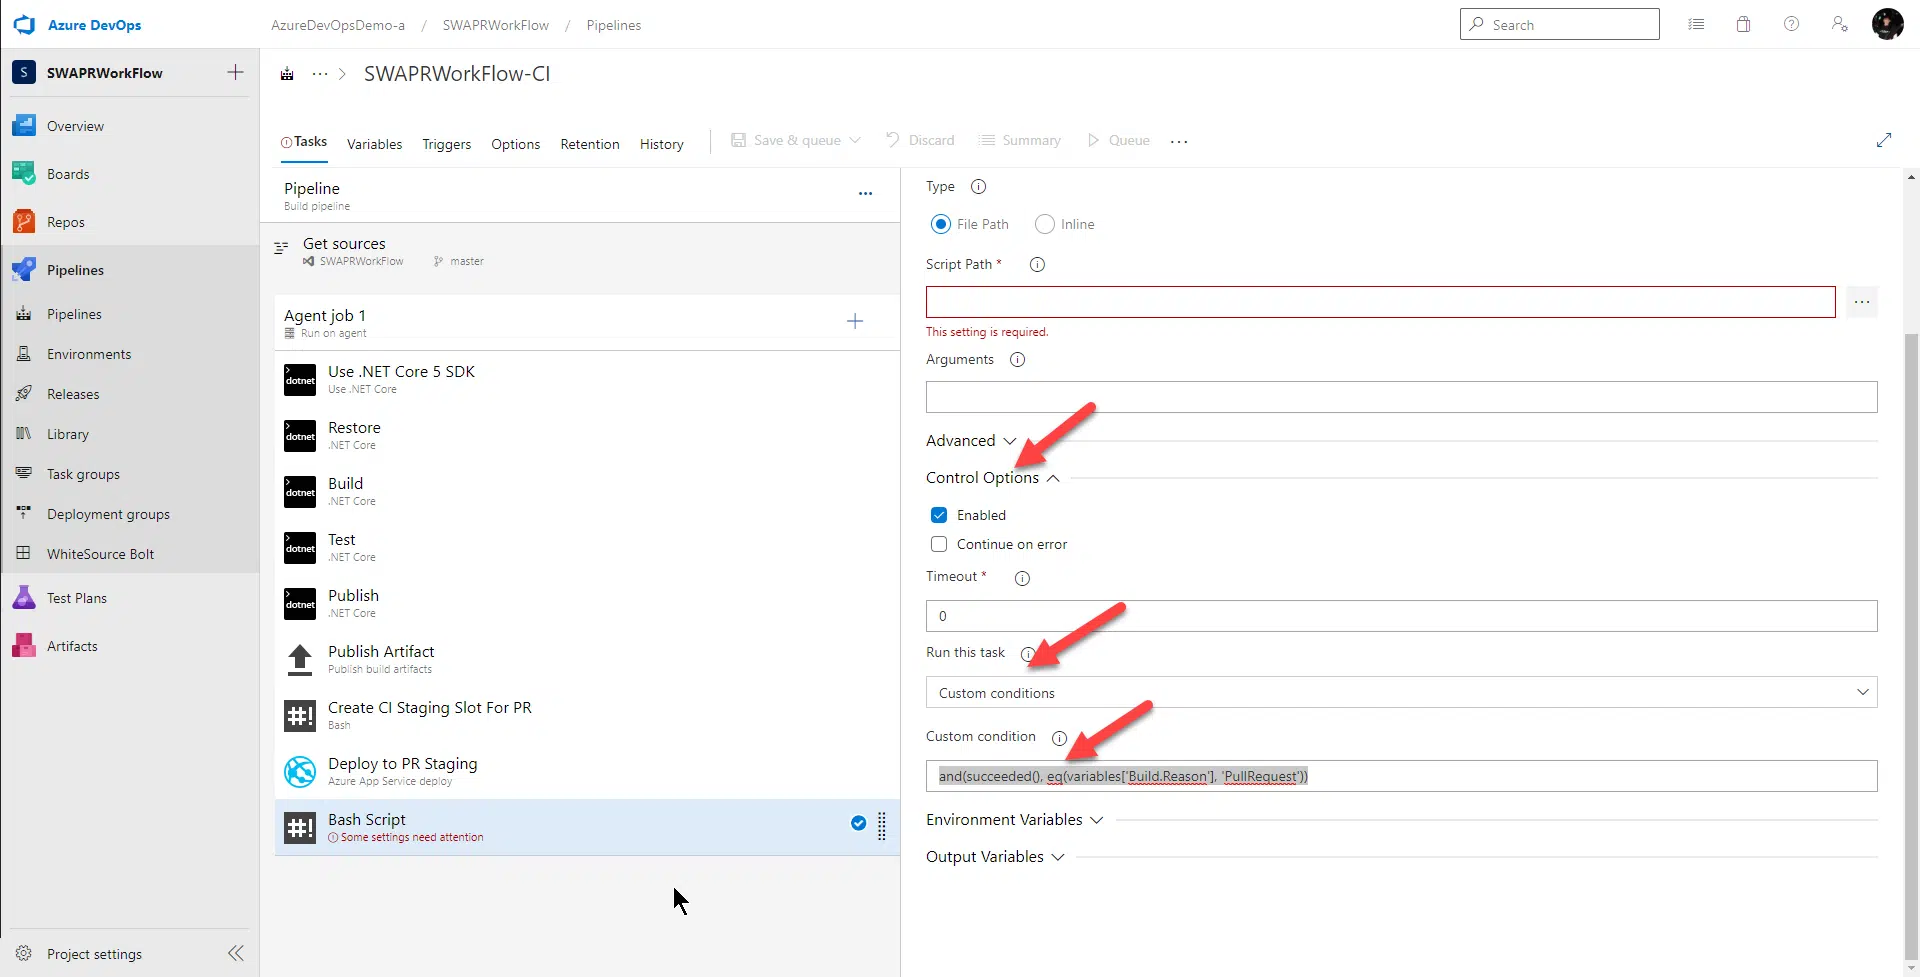 Azure DevOps
AzureDevOpsDemo-a / SWAPRWorkFlow / Pipelines
Search
S SWAPRWorkFlow
SWAPRWorkFlow-CI
Overview
Boards
Repos
Pipelines
Pipelines
Environments
Releases
Library
Task groups
Deployment groups
WhiteSource Bolt
Test Plans
Artifacts
Project settings
Tasks Variables Triggers Options Retention History Save & queue Discard Summary Queue
Pipeline
Build pipeline
Get sources
SWAPRWorkFlow master
Agent job 1
Run on agent
dotnet
Use .NET Core 5 SDK
Use .NET Core
dotnet
Restore
.NET Core
dotnet
Build
.NET Core
dotnet
Test
.NET Core
dotnet
Publish
.NET Core
Publish Artifact
Publish build artifacts
#!
Create CI Staging Slot For PR
Bash
Deploy to PR Staging
Azure App Service deploy
#!
Bash Script
Some settings need attention
Type
File Path Inline
Script Path *
This setting is required.
Arguments
Advanced
Control Options
Enabled
Continue on error
Timeout *
0
Run this task
Custom conditions
Custom condition
and(succeeded(), eq(variables['Build.Reason'], 'PullRequest'))
Environment Variables
Output Variables